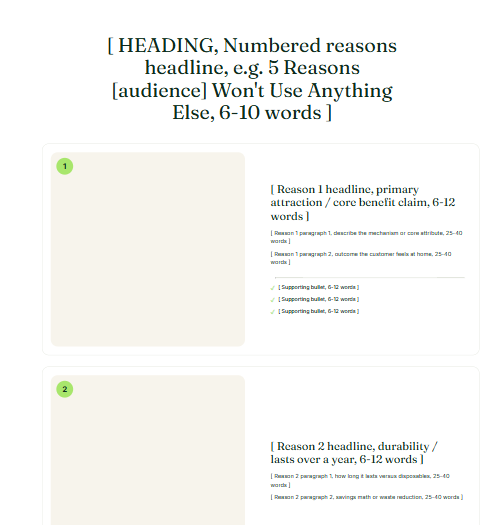 [ HEADING, Numbered reasons
headline, e.g. 5 Reasons
[audience] Won't Use Anything
Else, 6-10 words ]
1
[ Reason 1 headline, primary
attraction / core benefit claim, 6-12
words ]
[ Reason 1 paragraph 1, describe the mechanism or core attribute, 25-40
words ]
[ Reason 1 paragraph 2, outcome the customer feels at home, 25-40
words ]
✓ [ Supporting bullet, 6-12 words ]
✓ [ Supporting bullet, 6-12 words ]
✓ [ Supporting bullet, 6-12 words ]
2
[ Reason 2 headline, durability /
lasts over a year, 6-12 words ]
[ Reason 2 paragraph 1, how long it lasts versus disposables, 25-40
words ]
[ Reason 2 paragraph 2, savings math or waste reduction, 25-40 words ]